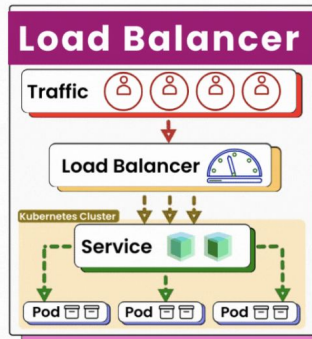 Load Balancer
Traffic
Load Balancer
Kubernetes Cluster
Service
Pod
Pod
Pod